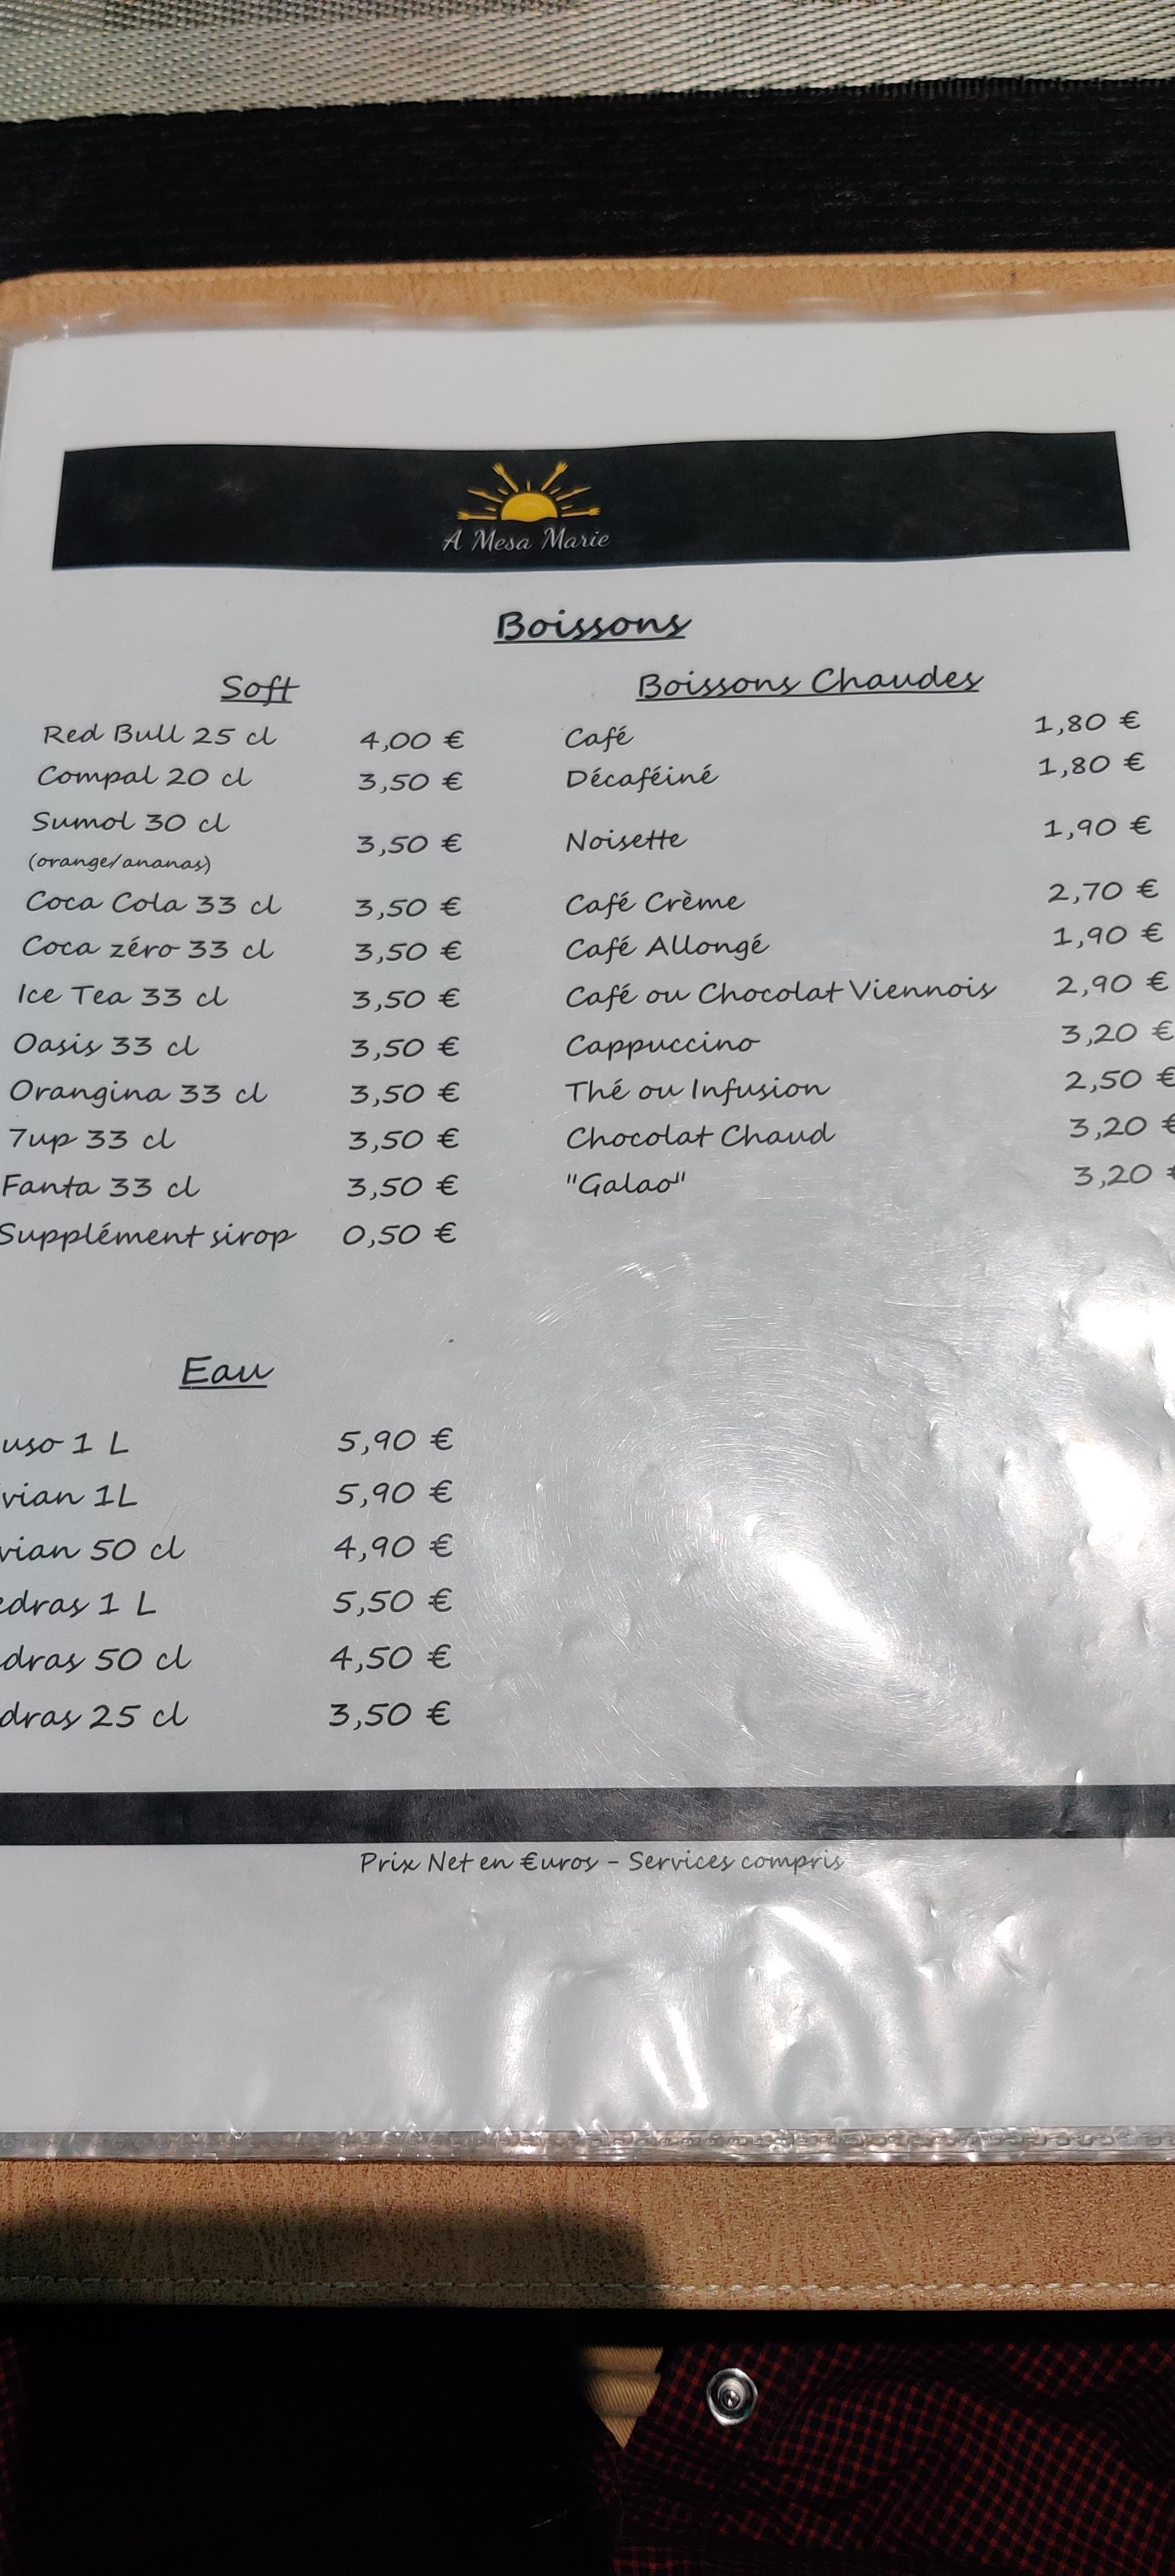 A Mesa Marie
Boissons
Soft
Red Bull 25 cl 4,00 €
Compal 20 cl 3,50 €
Sumol 30 cl
(orange/ananas) 3,50 €
Coca Cola 33 cl 3,50 €
Coca zéro 33 cl 3,50 €
Ice Tea 33 cl 3,50 €
Oasis 33 cl 3,50 €
Orangina 33 cl 3,50 €
7up 33 cl 3,50 €
Fanta 33 cl 3,50 €
Supplément sirop 0,50 €
Boissons Chaudes
Café 1,80 €
Décaféiné 1,80 €
Noisette 1,90 €
Café Crème 2,70 €
Café Allongé 1,90 €
Café ou Chocolat Viennois 2,90 €
Cappuccino 3,20 €
Thé ou Infusion 2,50 €
Chocolat Chaud 3,20 €
"Galao" 3,20 €
Eau
uso 1 L 5,90 €
vian 1L 5,90 €
vian 50 cl 4,90 €
edras 1 L 5,50 €
dras 50 cl 4,50 €
dras 25 cl 3,50 €
Prix Net en €uros - Services compris